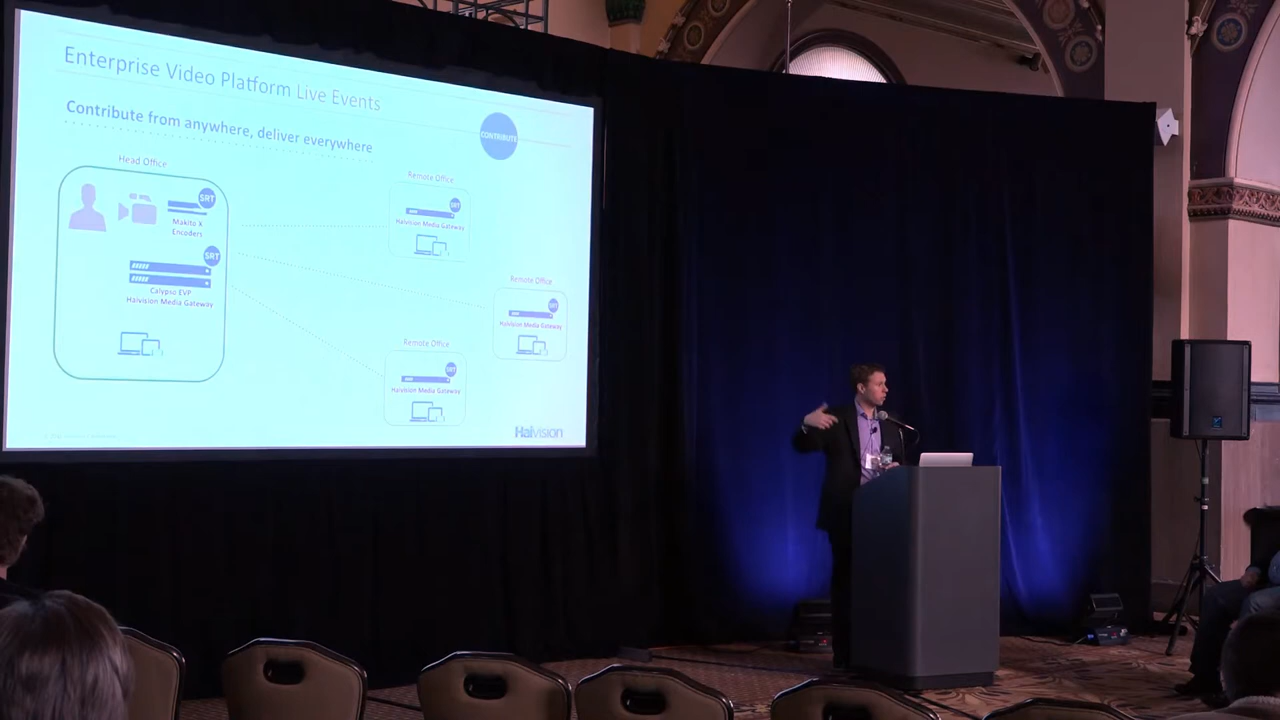 Enterprise Video Platform Live Events
Contribute from anywhere, deliver everywhere
CONTRIBUTE
Head Office
SRT
Makito X
Encoders
SRT
Calypso EVP
Haivision Media Gateway
Remote Office
SRT
Haivision Media Gateway
Remote Office
SRT
Haivision Media Gateway
Remote Office
SRT
Haivision Media Gateway
Haivision